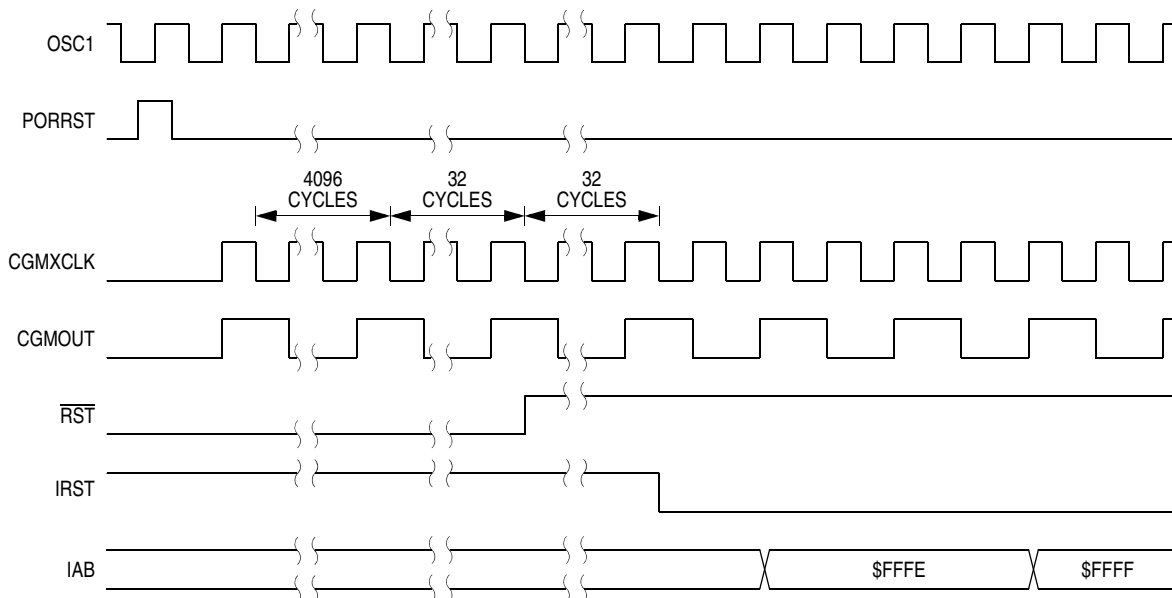 OSC1
PORRST
4096
CYCLES
32
CYCLES
32
CYCLES
CGMXCLK
CGMOUT
RST
IRST
IAB
$FFFE
$FFFF